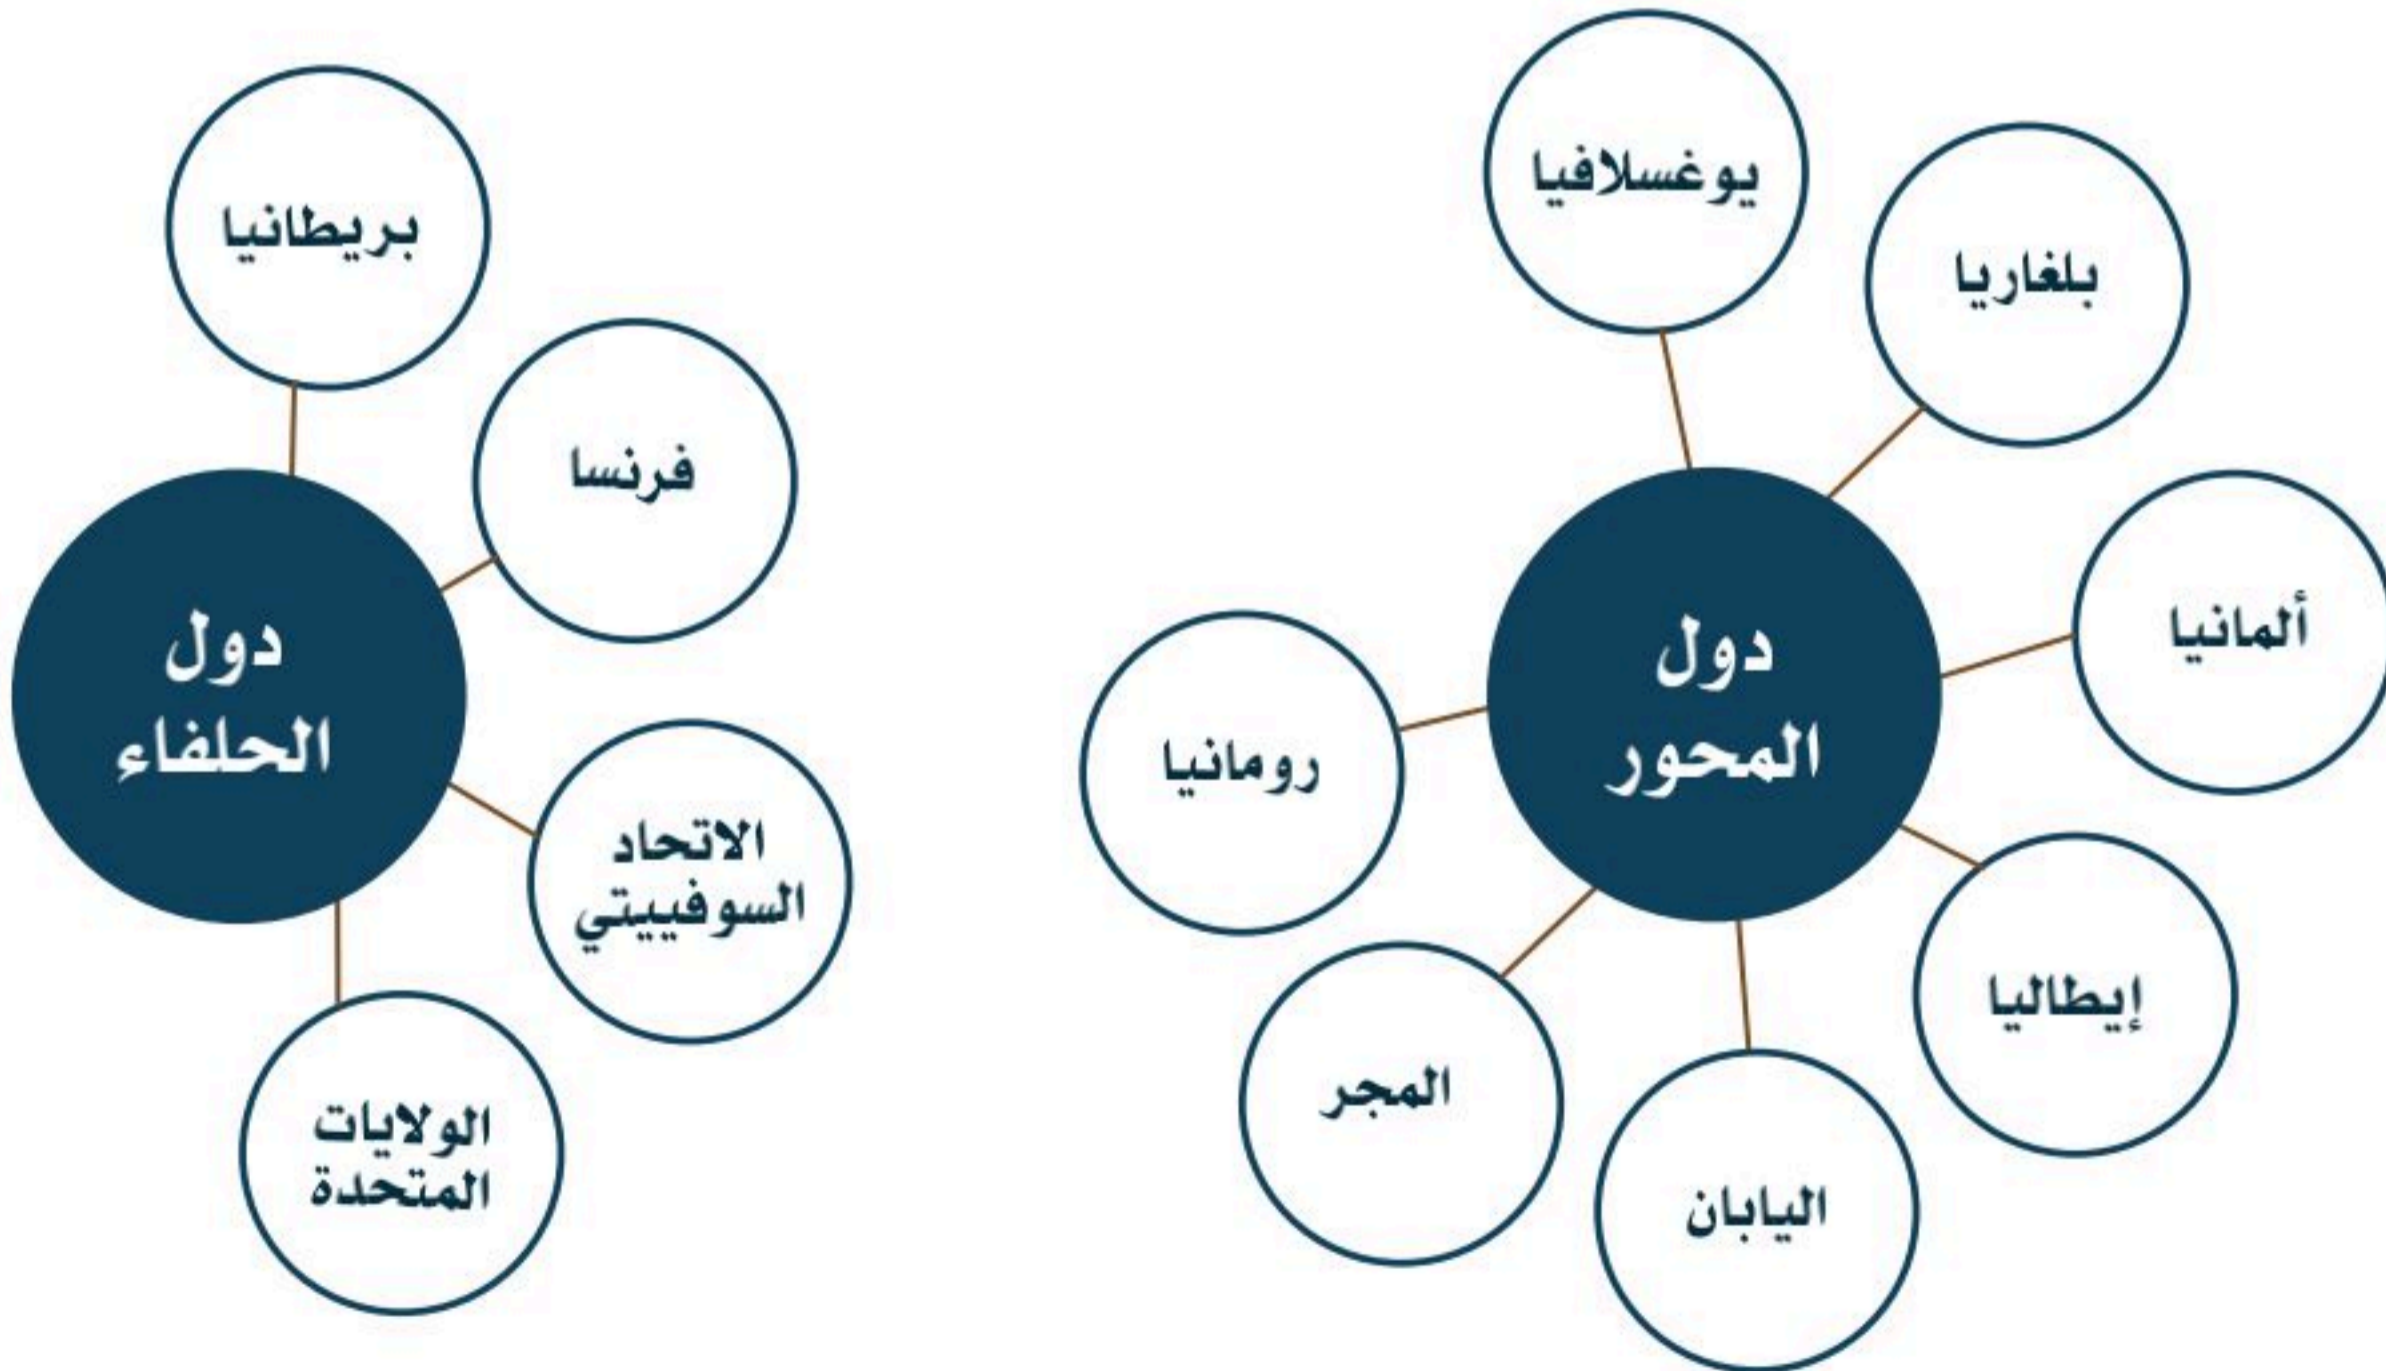 دول
المحور
يوغسلافيا
بلغاريا
ألمانيا
إيطاليا
اليابان
المجر
رومانيا
دول
الحلفاء
بريطانيا
فرنسا
الاتحاد
السوفييتي
الولايات
المتحدة